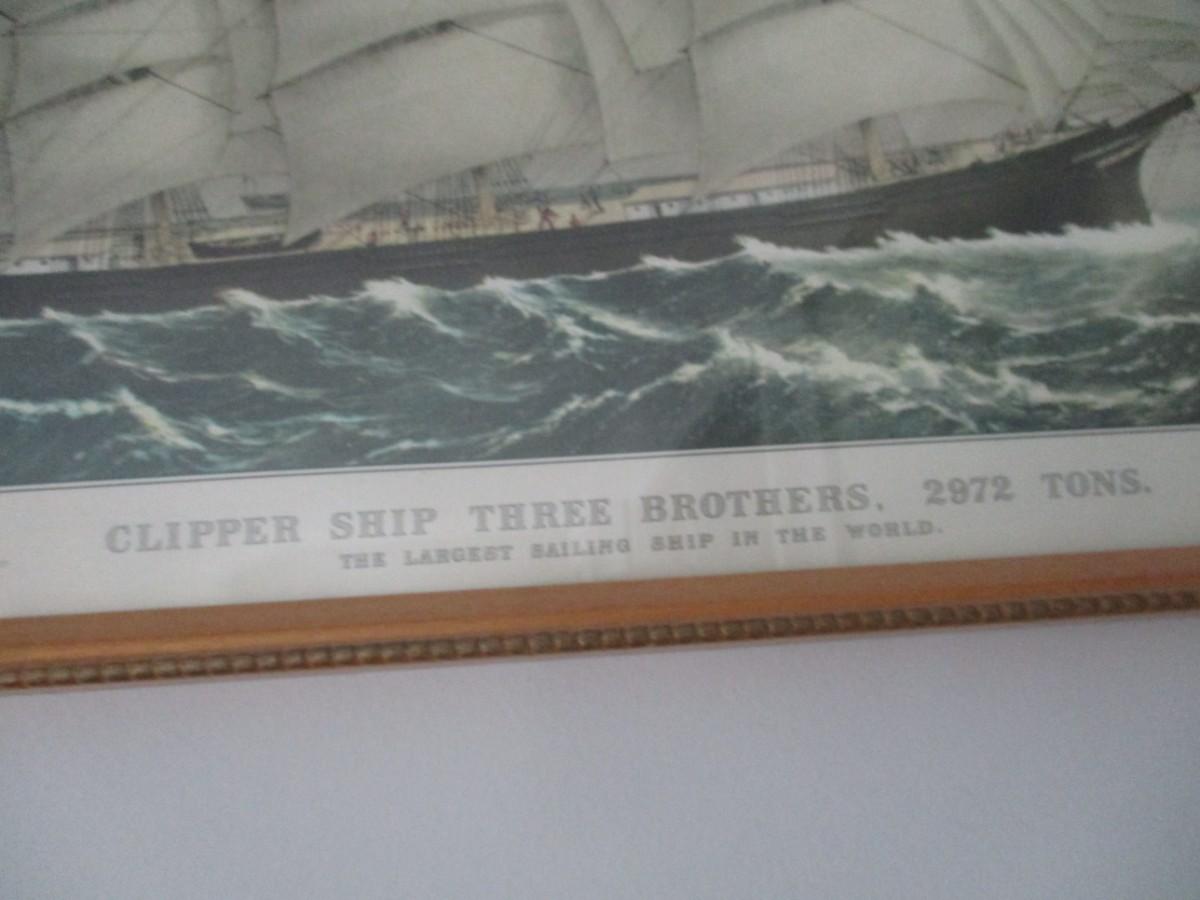 CLIPPER SHIP THREE BROTHERS, 2972 TONS.
THE LARGEST SAILING SHIP IN THE WORLD.